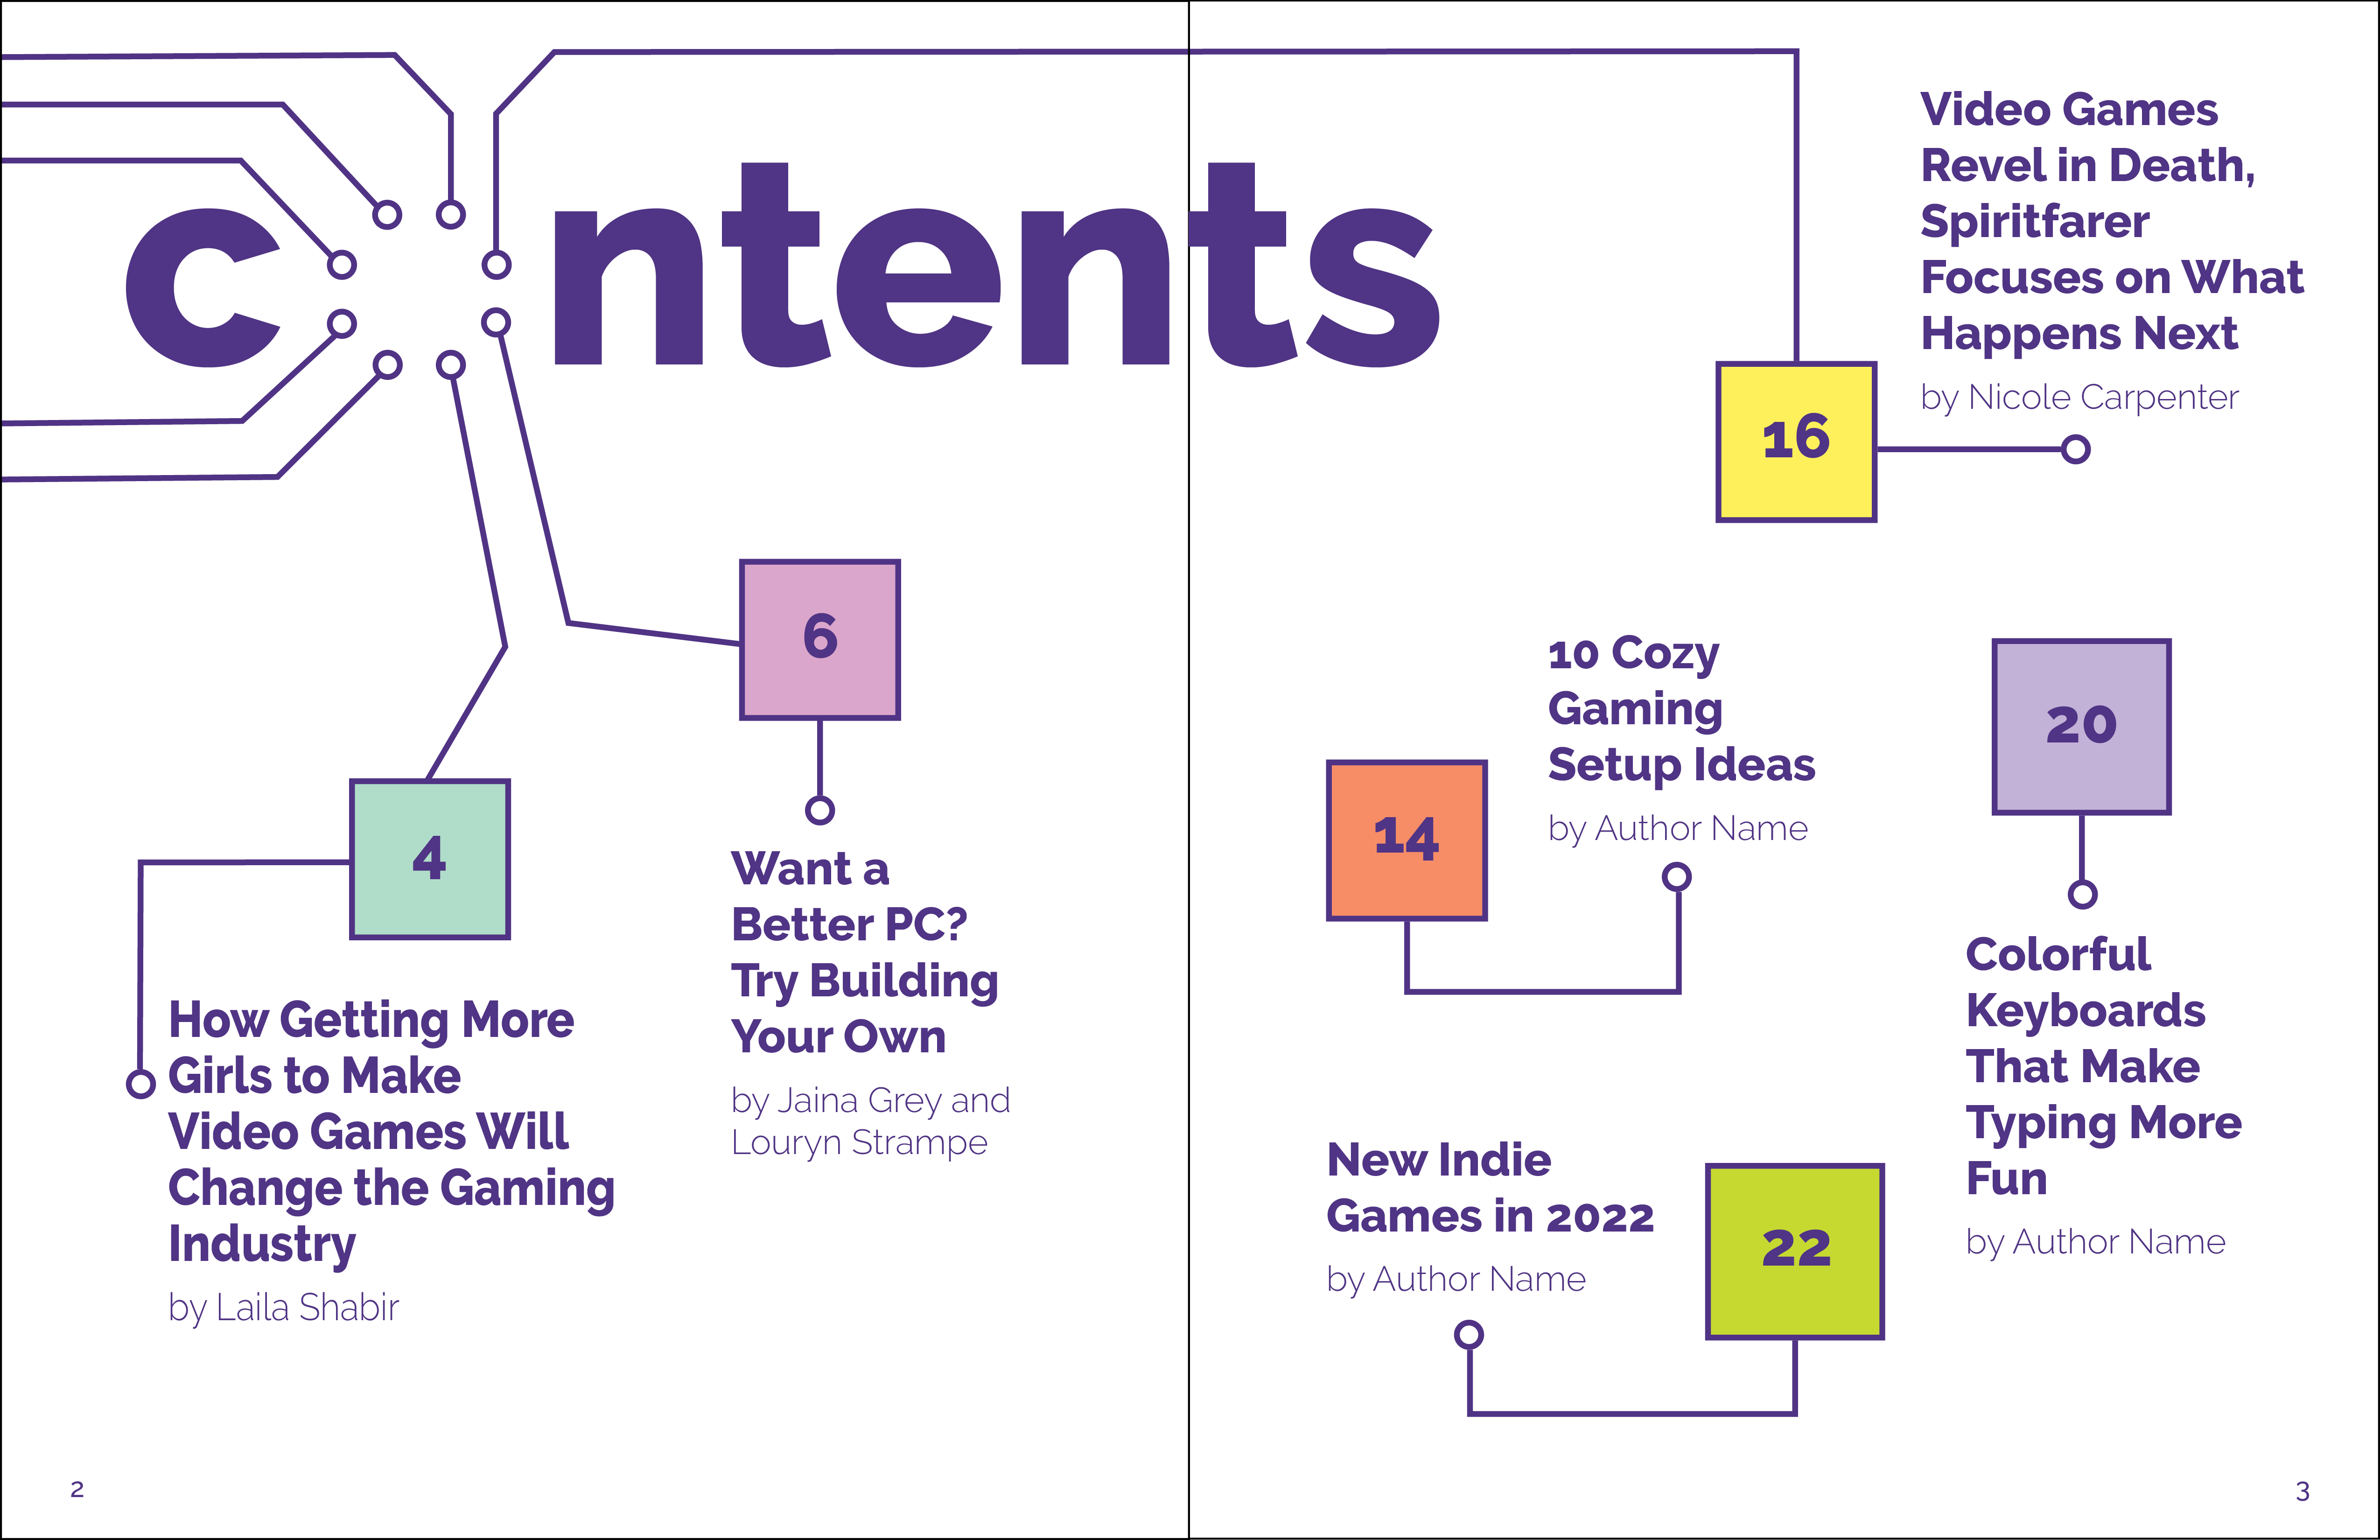 c ntents
4
How Getting More
Girls to Make
Video Games Will
Change the Gaming
Industry
by Laila Shabir
6
Want a
Better PC?
Try Building
Your Own
by Jaina Grey and
Louryn Strampe
2
Video Games
Revel in Death,
Spiritfarer
Focuses on What
Happens Next
by Nicole Carpenter
16
10 Cozy
Gaming
Setup Ideas
by Author Name
14
20
Colorful
Keyboards
That Make
Typing More
Fun
by Author Name
New Indie
Games in 2022
by Author Name
22
3